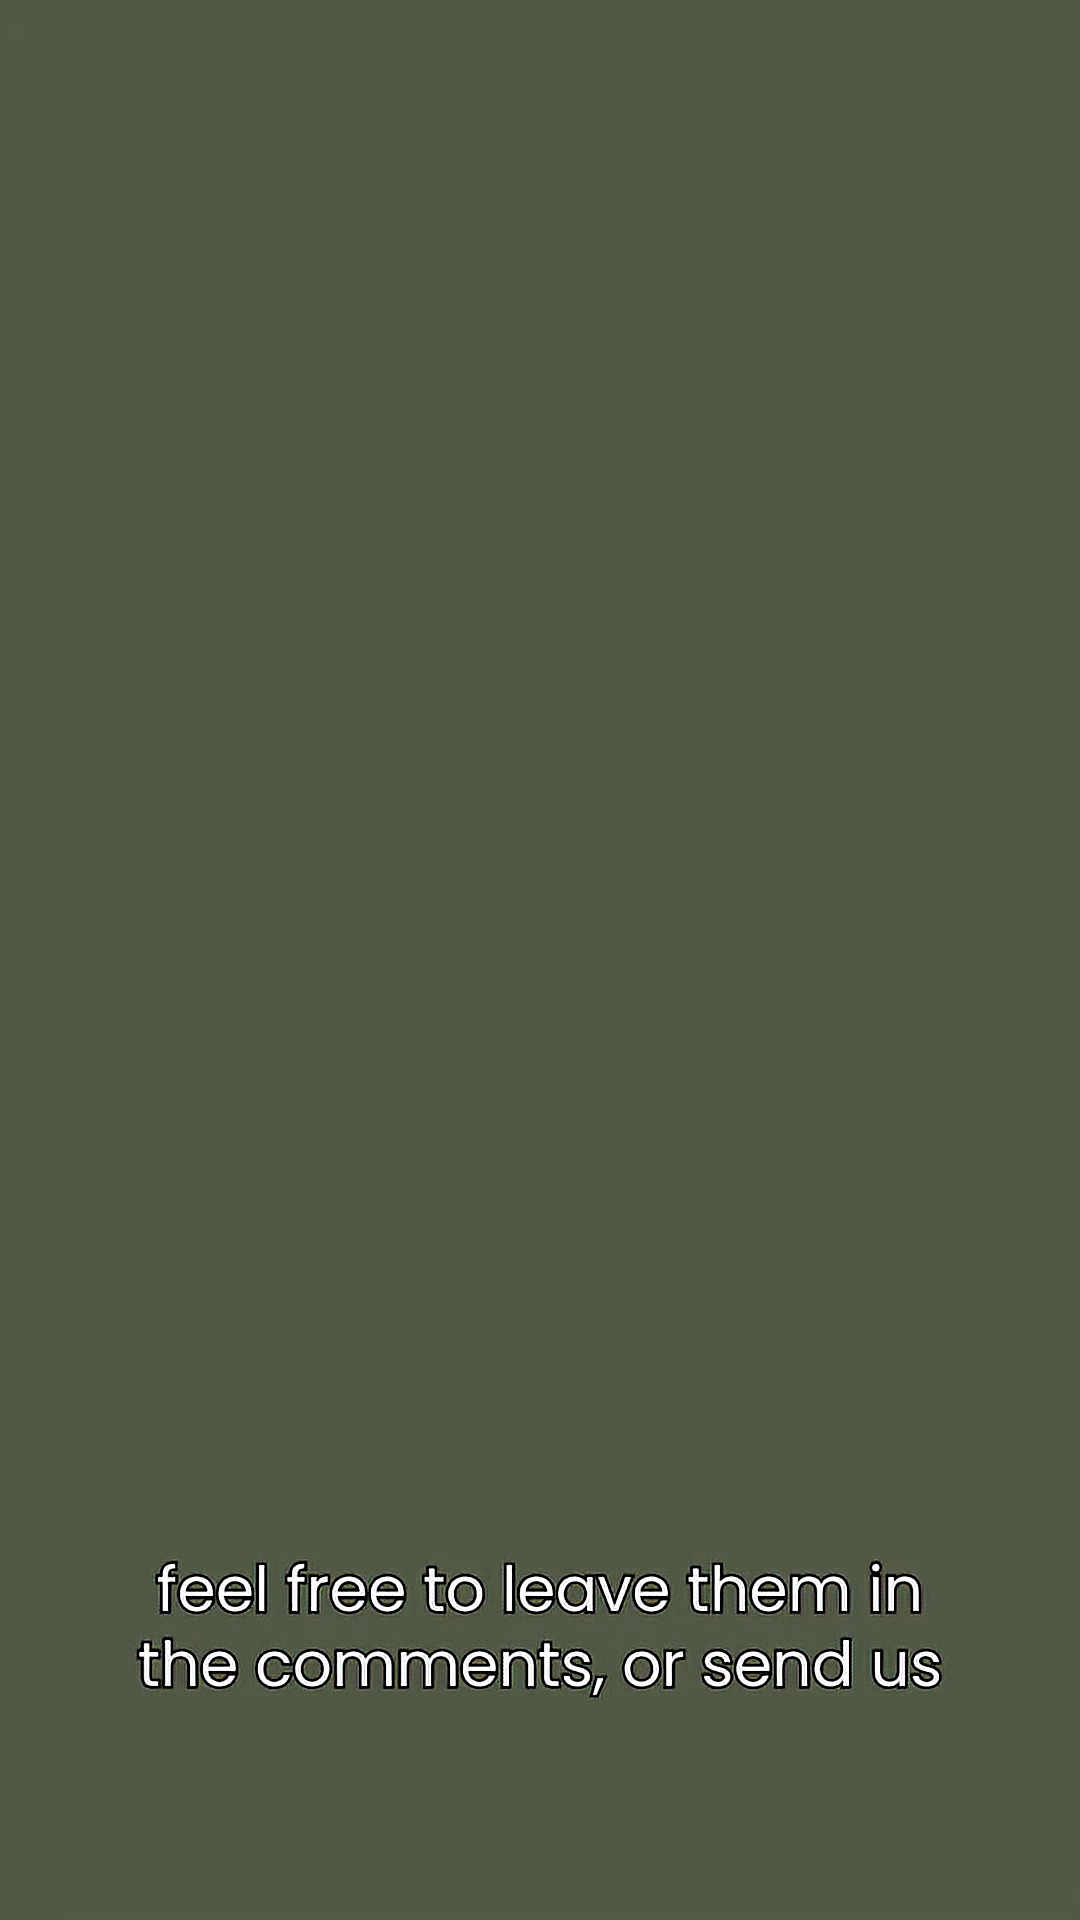 feel free to leave them in
the comments, or send us